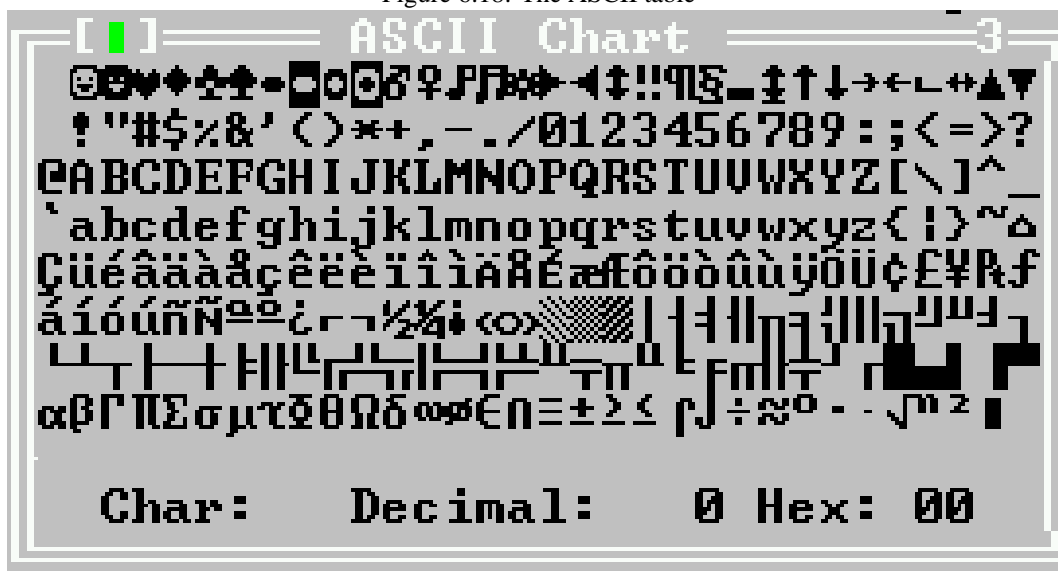 Figure 6.18: The ASCII table
[▮] ASCII Chart 3
☺☻♥♦♣♠•◘○◙♂♀♪♫☼►◄↕‼¶§▬↨↑↓→←∟↔▲▼
!"#$%&'()*+,-./0123456789:;<=>?
@ABCDEFGHIJKLMNOPQRSTUVWXYZ[\]^_
`abcdefghijklmnopqrstuvwxyz{|}~⌂
ÇüéâäàåçêëèïîìÄÅÉæÆôöòûùÿÖÜ¢£¥₧ƒ
áíóúñÑªº¿⌐¬½¼¡«»░▒▓│┤╡╢╖╕╣║╗╝╜╛┐
└┴┬├─┼╞╟╚╔╩╦╠═╬╧╨╤╥╙╘╒╓╫╪┘┌█▄▌▐▀
αßΓπΣσµτΦΘΩδ∞φε∩≡±≥≤⌠⌡÷≈°∙·√ⁿ²■
Char: Decimal: 0 Hex: 00